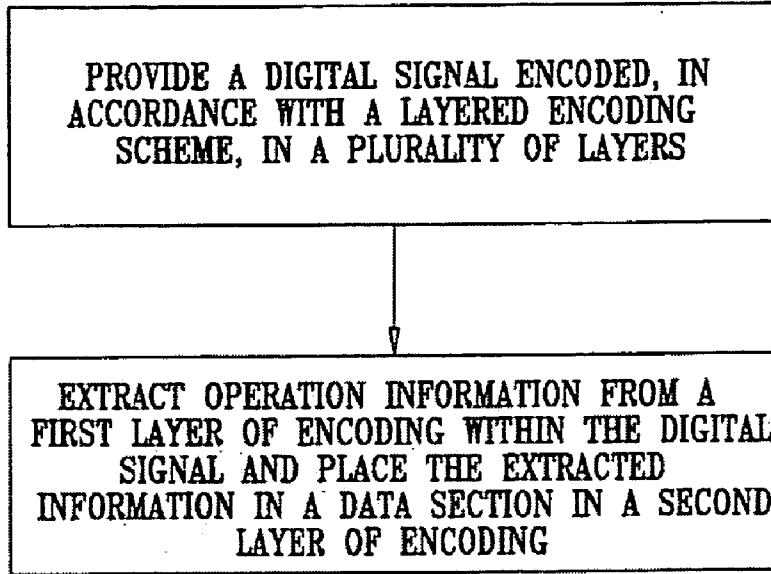 PROVIDE A DIGITAL SIGNAL ENCODED, IN
ACCORDANCE WITH A LAYERED ENCODING
SCHEME, IN A PLURALITY OF LAYERS
EXTRACT OPERATION INFORMATION FROM A
FIRST LAYER OF ENCODING WITHIN THE DIGITAL
SIGNAL AND PLACE THE EXTRACTED
INFORMATION IN A DATA SECTION IN A SECOND
LAYER OF ENCODING